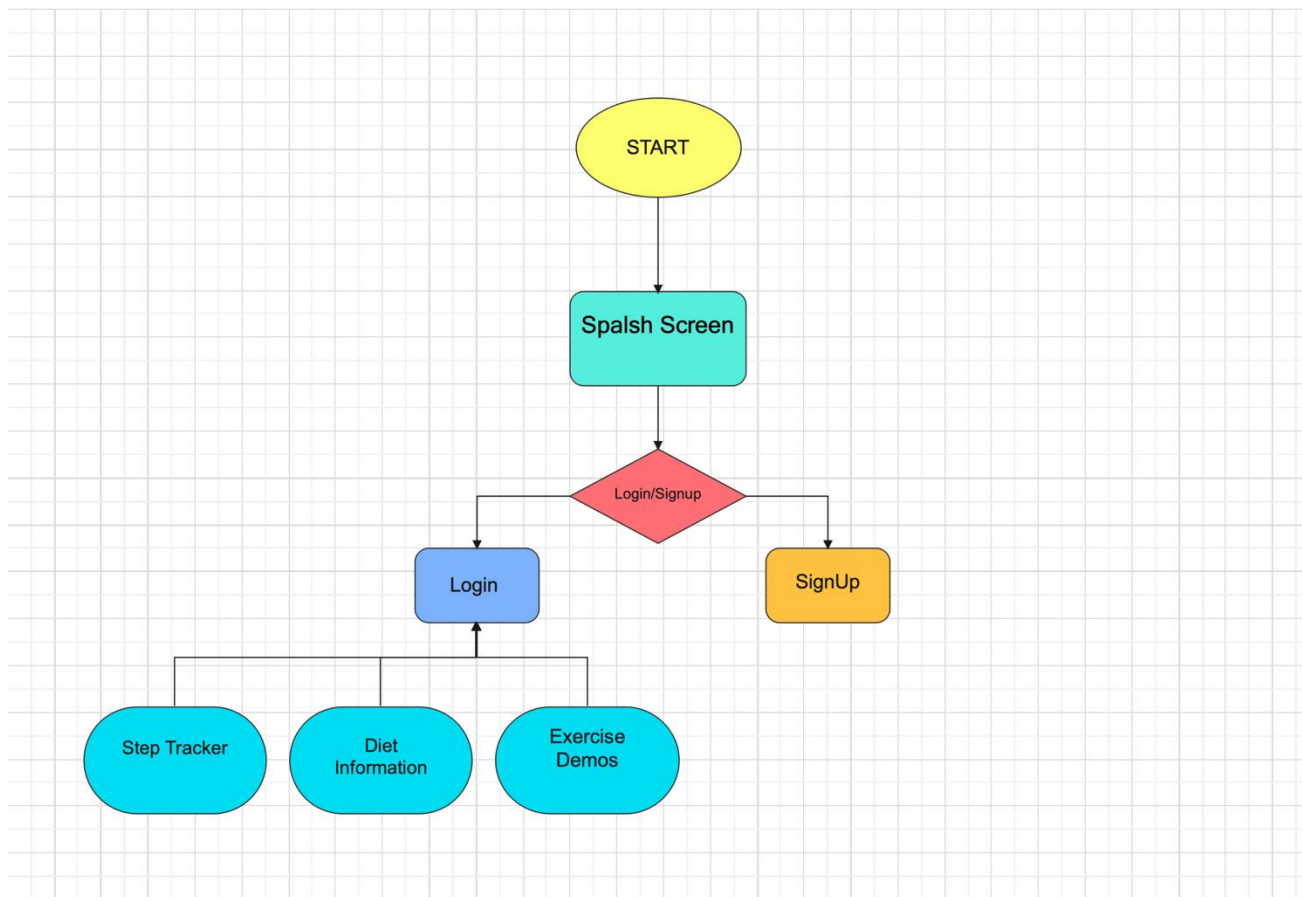 START
Spalsh Screen
Login/Signup
Login
SignUp
Step Tracker
Diet
Information
Exercise
Demos